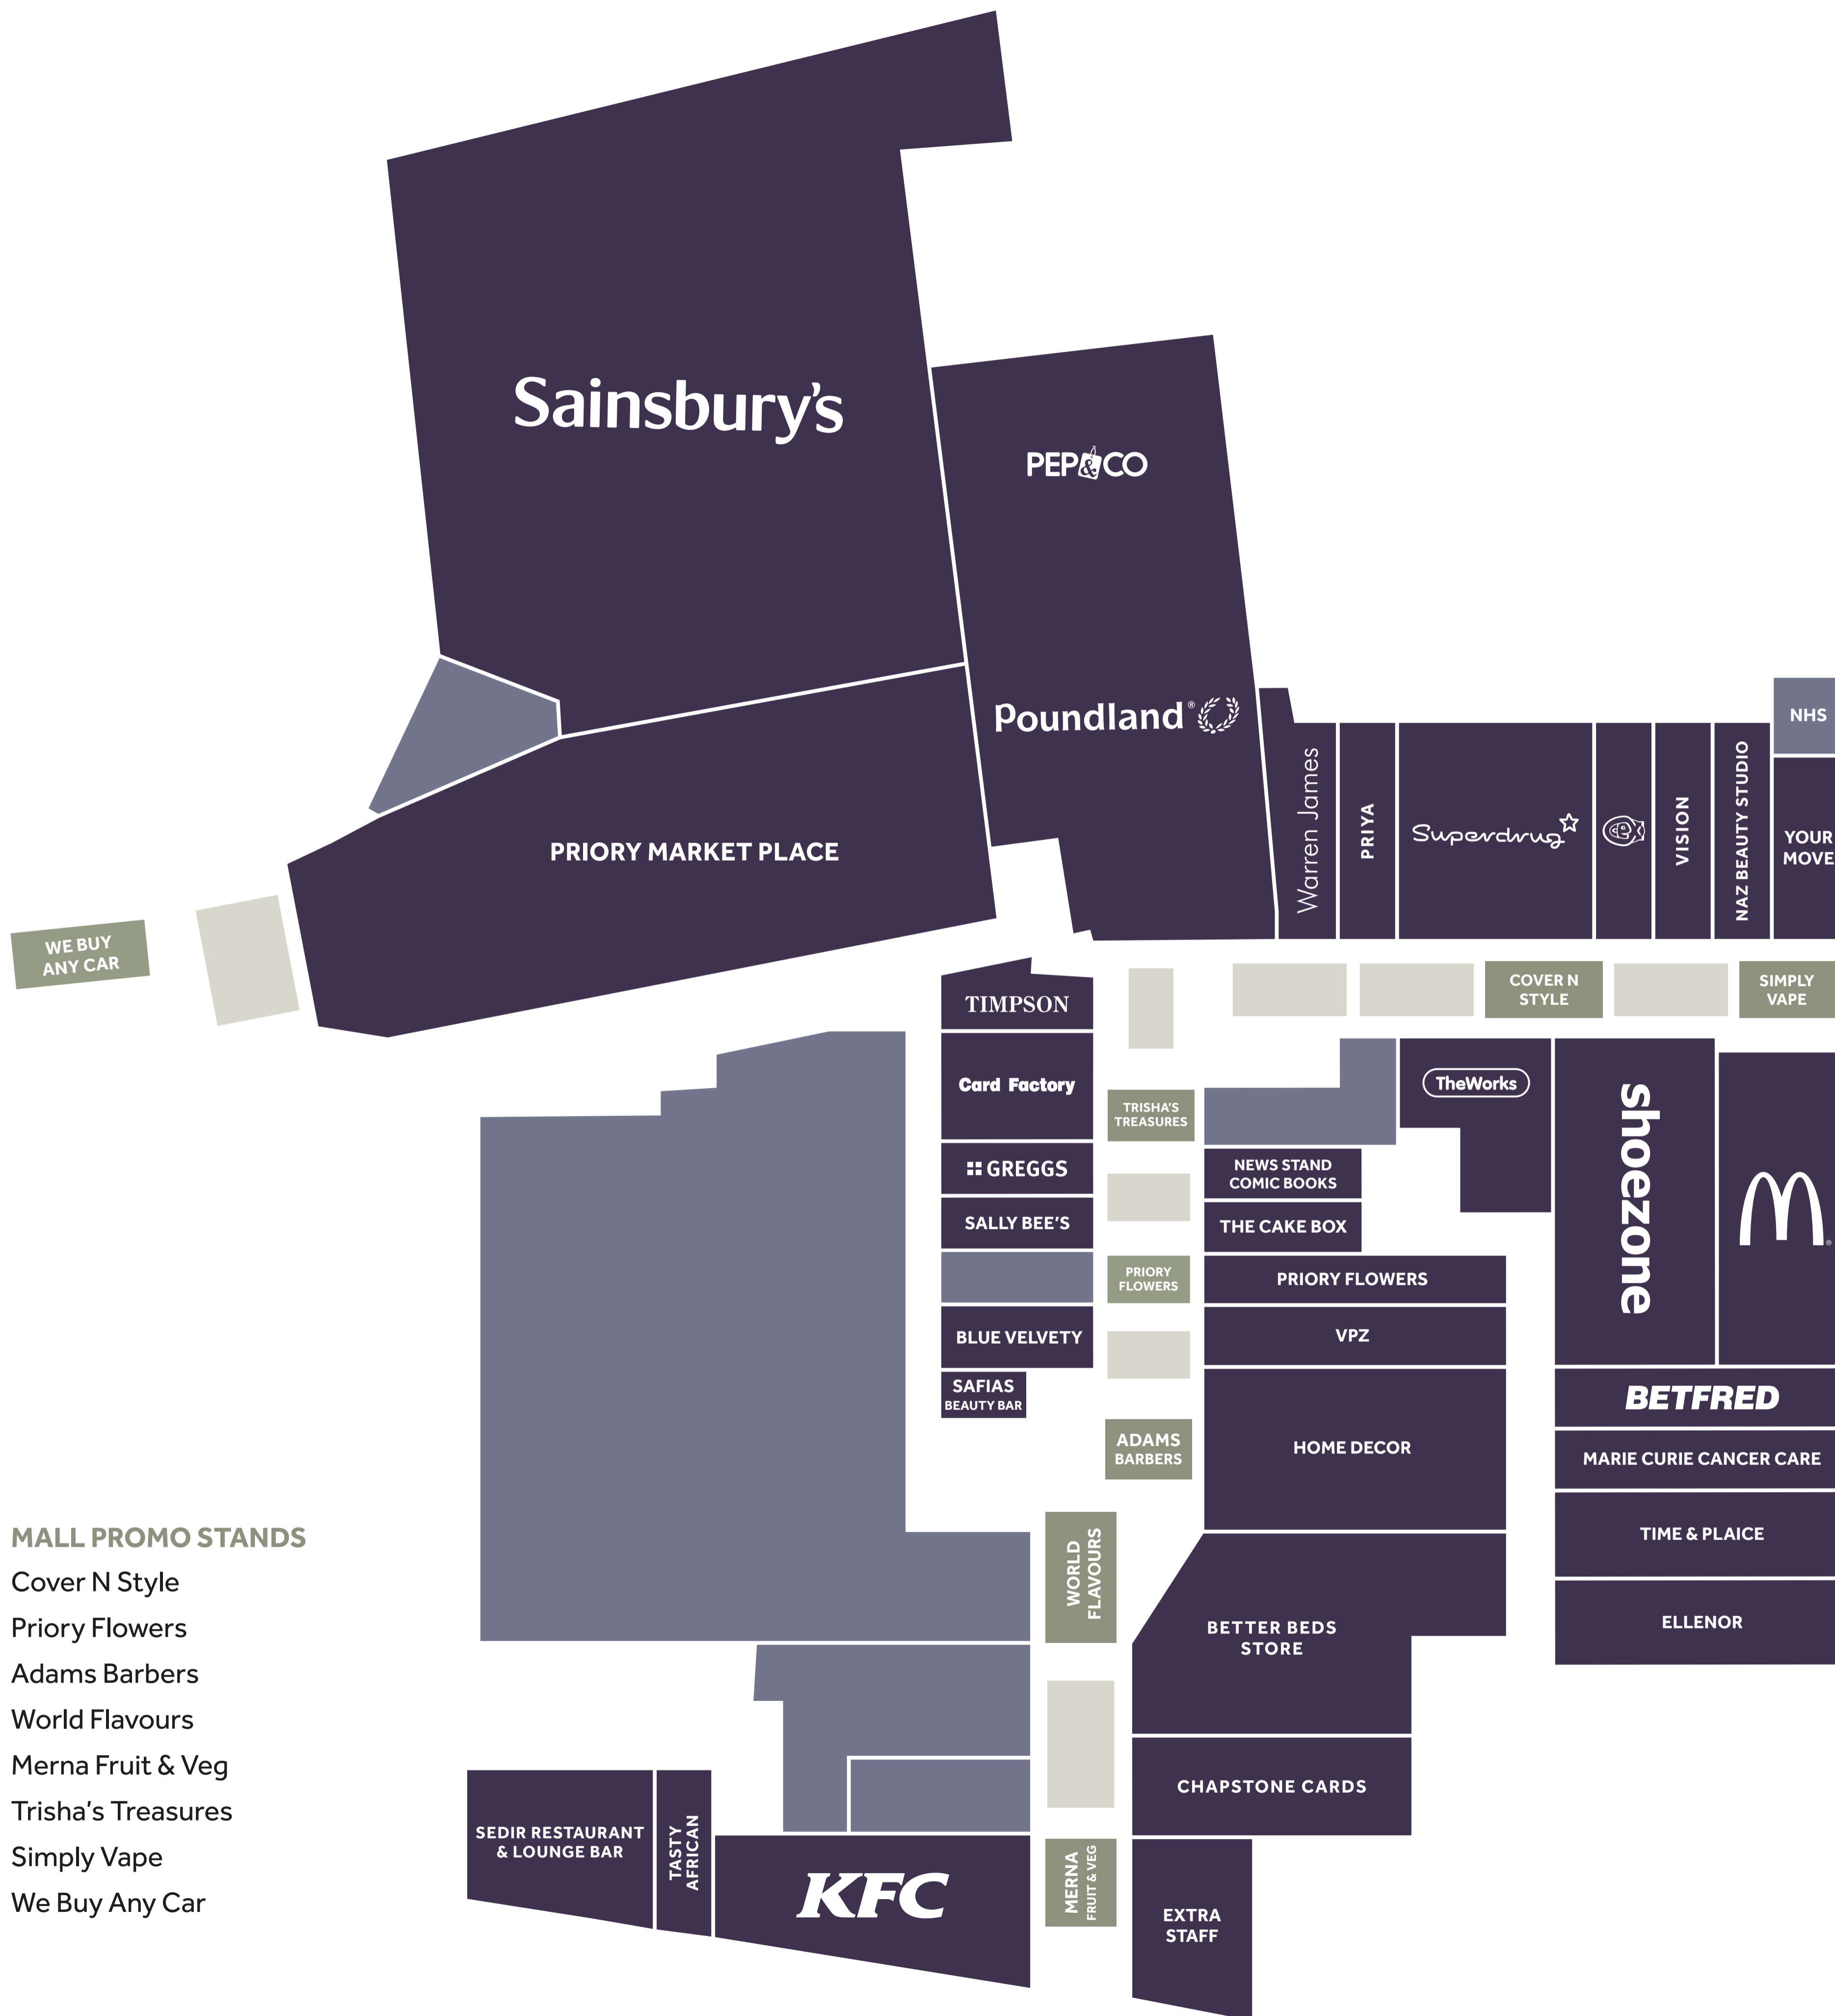 Sainsbury's
PEP&CO
Poundland®
NHS
Warren James
PRIYA
Superdrug
VISION
NAZ BEAUTY STUDIO
YOUR
MOVE
PRIORY MARKET PLACE
WE BUY
ANY CAR
COVER N
STYLE
SIMPLY
VAPE
TIMPSON
Card Factory
GREGGS
SALLY BEE'S
BLUE VELVETY
SAFIAS
BEAUTY BAR
TRISHA'S
TREASURES
PRIORY
FLOWERS
ADAMS
BARBERS
WORLD
FLAVOURS
MERNA
FRUIT & VEG
TheWorks
NEWS STAND
COMIC BOOKS
THE CAKE BOX
PRIORY FLOWERS
VPZ
HOME DECOR
BETTER BEDS
STORE
CHAPSTONE CARDS
EXTRA
STAFF
shoezone
M®
BETFRED
MARIE CURIE CANCER CARE
TIME & PLAICE
ELLENOR
SEDIR RESTAURANT
& LOUNGE BAR
TASTY
AFRICAN
KFC
MALL PROMO STANDS
Cover N Style
Priory Flowers
Adams Barbers
World Flavours
Merna Fruit & Veg
Trisha's Treasures
Simply Vape
We Buy Any Car